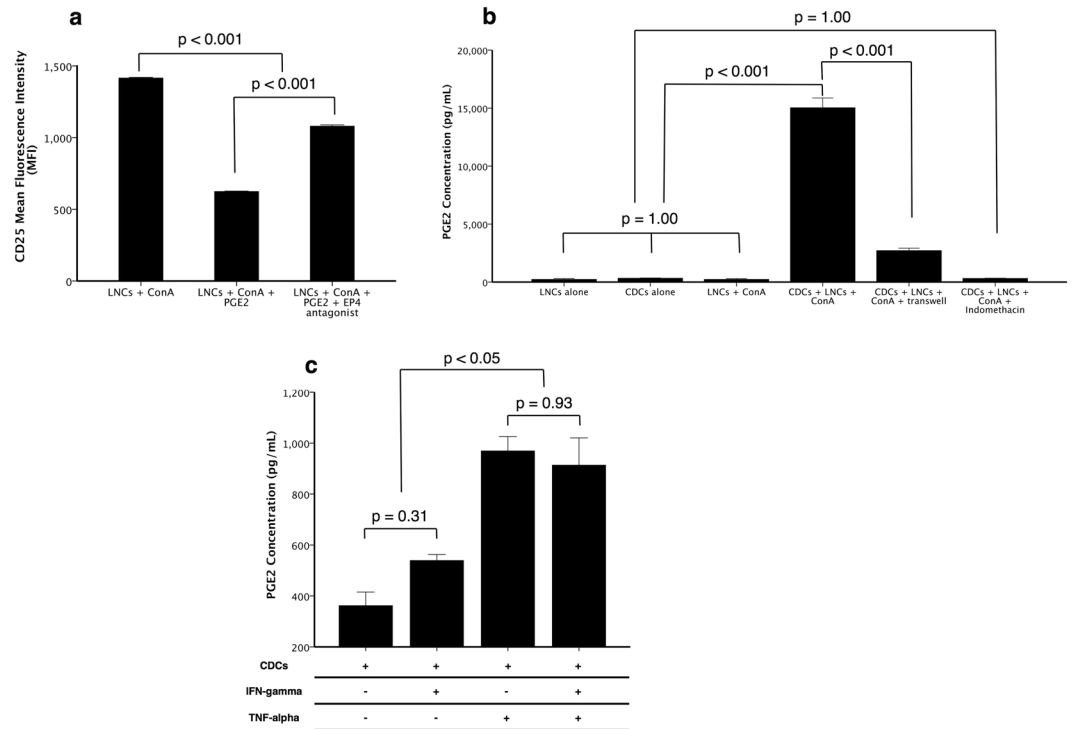 a
p < 0.001
p < 0.001
CD25 Mean Fluorescence Intensity
(MFI)
1,500
1,000
500
0
LNCs + ConA
LNCs + ConA +
PGE2
LNCs + ConA +
PGE2 + EP4
antagonist
b
p = 1.00
p < 0.001
p < 0.001
p = 1.00
PGE2 Concentration (pg/mL)
20,000
15,000
10,000
5,000
0
LNCs alone
CDCs alone
LNCs + ConA
CDCs + LNCs +
ConA
CDCs + LNCs +
ConA + transwell
CDCs + LNCs +
ConA + Indomethacin
c
p < 0.05
p = 0.93
p = 0.31
PGE2 Concentration (pg/mL)
1,200
1,000
800
600
400
200
CDCs + + + +
IFN-gamma - + - +
TNF-alpha - - + +